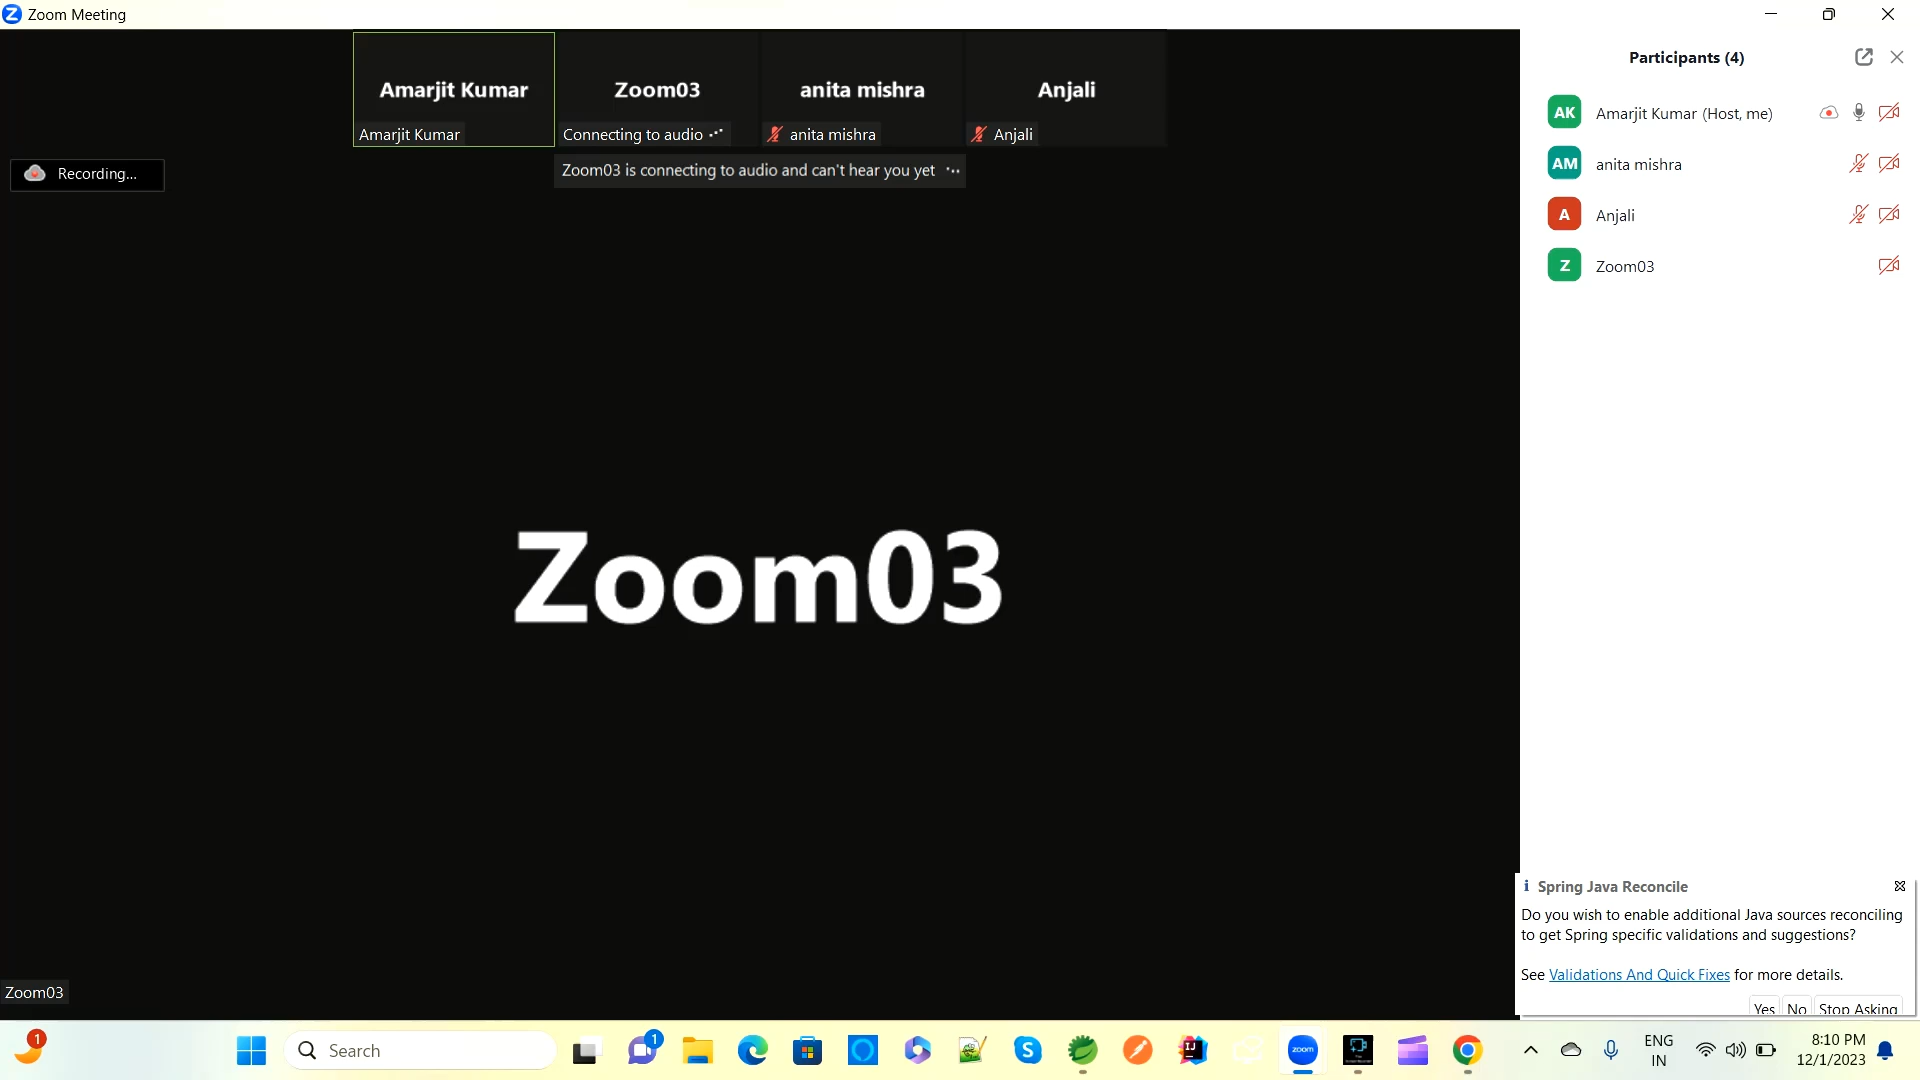 Zoom Meeting
Amarjit Kumar
Zoom03
anita mishra
Anjali
Amarjit Kumar
Connecting to audio
anita mishra
Anjali
Zoom03 is connecting to audio and can't hear you yet
Recording...
Zoom03
Zoom03
Participants (4)
AK Amarjit Kumar (Host, me)
AM anita mishra
A Anjali
Z Zoom03
Spring Java Reconcile
Do you wish to enable additional Java sources reconciling
to get Spring specific validations and suggestions?
See Validations And Quick Fixes for more details.
Yes No Stop Asking
1
Search
1
S
IJ
zoom
ENG
IN
8:10 PM
12/1/2023